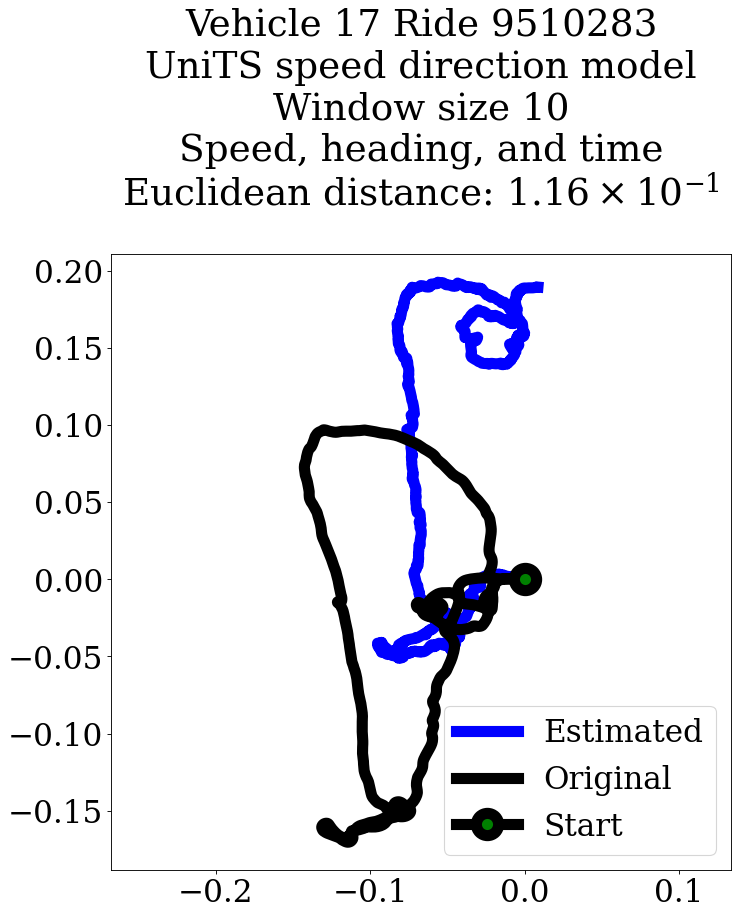 Vehicle 17 Ride 9510283
UniTS speed direction model
Window size 10
Speed, heading, and time
Euclidean distance: 1.16 × 10⁻¹
0.20
0.15
0.10
0.05
0.00
−0.05
−0.10
−0.15
Estimated
Original
Start
−0.2
−0.1
0.0
0.1